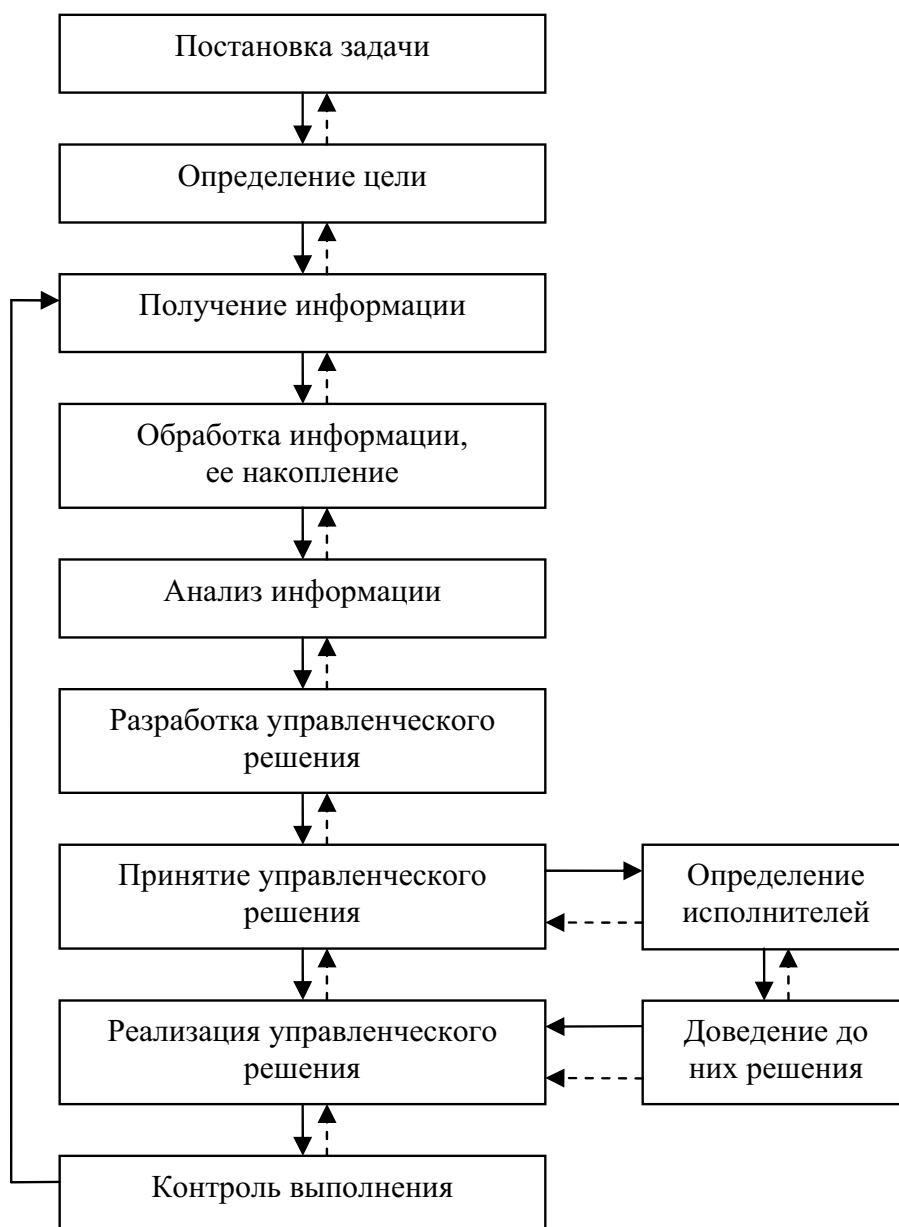 Постановка задачи
Определение цели
Получение информации
Обработка информации,
ее накопление
Анализ информации
Разработка управленческого
решения
Принятие управленческого
решения
Определение
исполнителей
Реализация управленческого
решения
Доведение до
них решения
Контроль выполнения